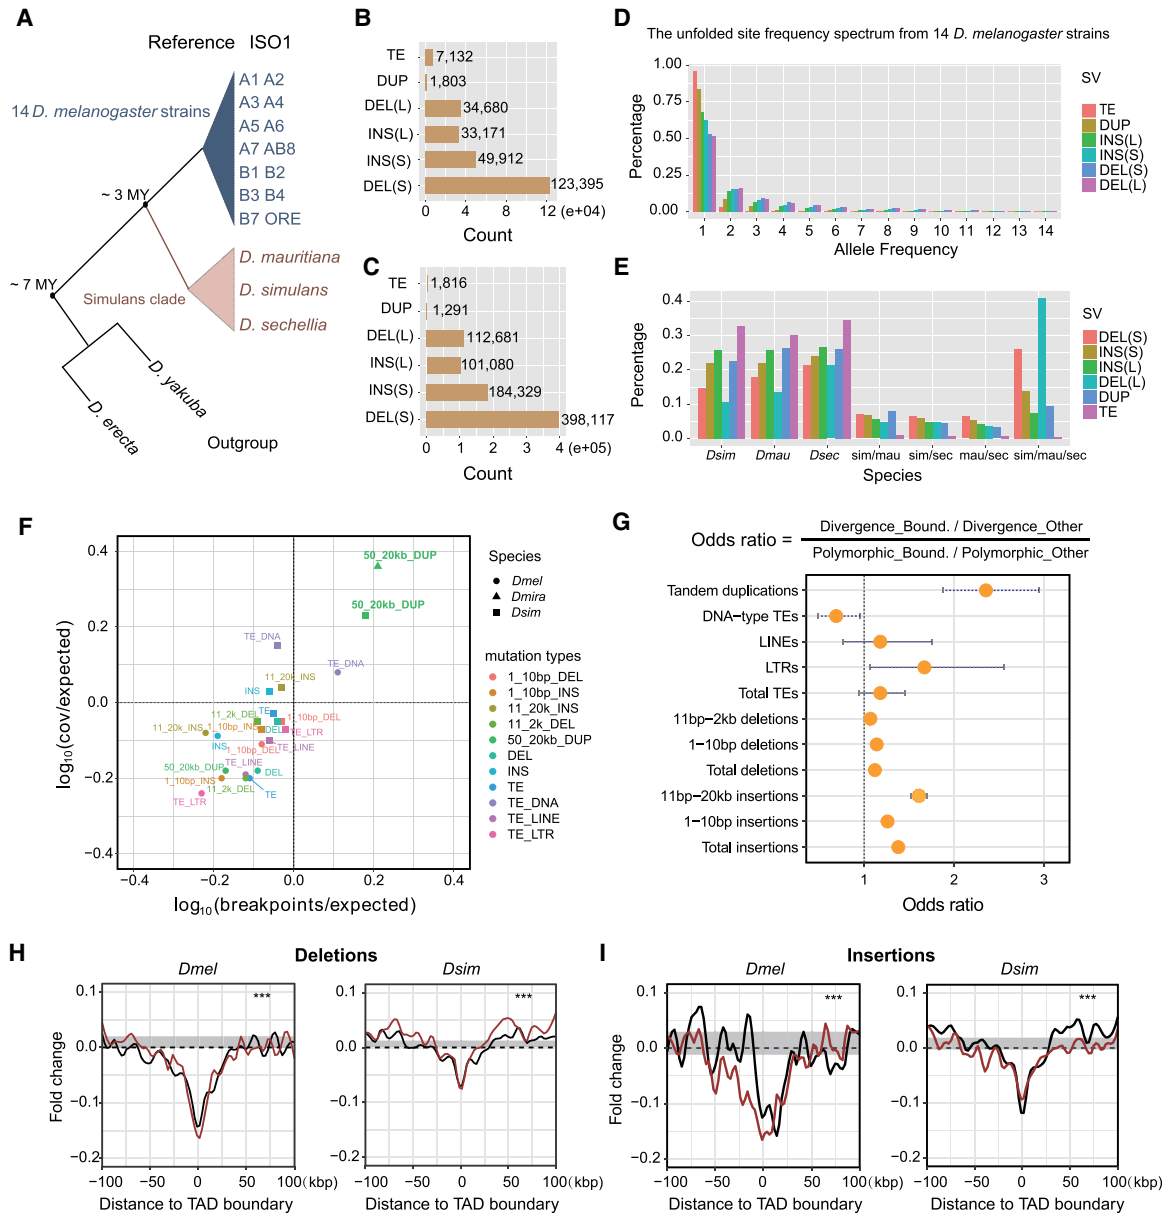 A
Reference ISO1
14 D. melanogaster strains
A1 A2
A3 A4
A5 A6
A7 AB8
B1 B2
B3 B4
B7 ORE
~ 3 MY
~ 7 MY
Simulans clade
D. mauritiana
D. simulans
D. sechellia
D. yakuba
D. erecta
Outgroup
B
TE 7,132
DUP 1,803
DEL(L) 34,680
INS(L) 33,171
INS(S) 49,912
DEL(S) 123,395
0 4 8 12 (e+04)
Count
C
TE 1,816
DUP 1,291
DEL(L) 112,681
INS(L) 101,080
INS(S) 184,329
DEL(S) 398,117
0 1 2 3 4 (e+05)
Count
D
The unfolded site frequency spectrum from 14 D. melanogaster strains
Percentage
1.00
0.75
0.50
0.25
0.00
1 2 3 4 5 6 7 8 9 10 11 12 13 14
Allele Frequency
SV
TE
DUP
INS(L)
INS(S)
DEL(S)
DEL(L)
E
Percentage
0.4
0.3
0.2
0.1
0.0
Dsim Dmau Dsec sim/mau sim/sec mau/sec sim/mau/sec
Species
SV
DEL(S)
INS(S)
INS(L)
DEL(L)
DUP
TE
F
log10(cov/expected)
0.4
0.2
0.0
−0.2
−0.4
50_20kb_DUP
50_20kb_DUP
TE_DNA
TE_DNA
11_20k_INS
INS
TE
11_2k_DEL
1_10bp_DEL
11_20k_INS
1_10bp_INS
DEL
TE_LTR
INS
1_10bp_DEL
TE_LINE
TE_LINE
50_20kb_DUP
DEL
1_10bp_INS
11_2k_DEL
TE
TE_LTR
−0.4 −0.2 0.0 0.2 0.4
log10(breakpoints/expected)
Species
Dmel
Dmira
Dsim
mutation types
1_10bp_DEL
1_10bp_INS
11_20k_INS
11_2k_DEL
50_20kb_DUP
DEL
INS
TE
TE_DNA
TE_LINE
TE_LTR
G
Odds ratio = Divergence_Bound. / Divergence_Other
Polymorphic_Bound. / Polymorphic_Other
Tandem duplications
DNA−type TEs
LINEs
LTRs
Total TEs
11bp−2kb deletions
1−10bp deletions
Total deletions
11bp−20kb insertions
1−10bp insertions
Total insertions
1 2 3
Odds ratio
H
Deletions
Dmel
Dsim
Fold change
0.1
0.0
−0.1
−0.2
***
−100 −50 0 50 100 (kbp)
Distance to TAD boundary
0.1
0.0
−0.1
−0.2
***
−100 −50 0 50 100 (kbp)
Distance to TAD boundary
I
Insertions
Dmel
Dsim
Fold change
0.1
0.0
−0.1
−0.2
***
−100 −50 0 50 100 (kbp)
Distance to TAD boundary
0.1
0.0
−0.1
−0.2
***
−100 −50 0 50 100 (kbp)
Distance to TAD boundary